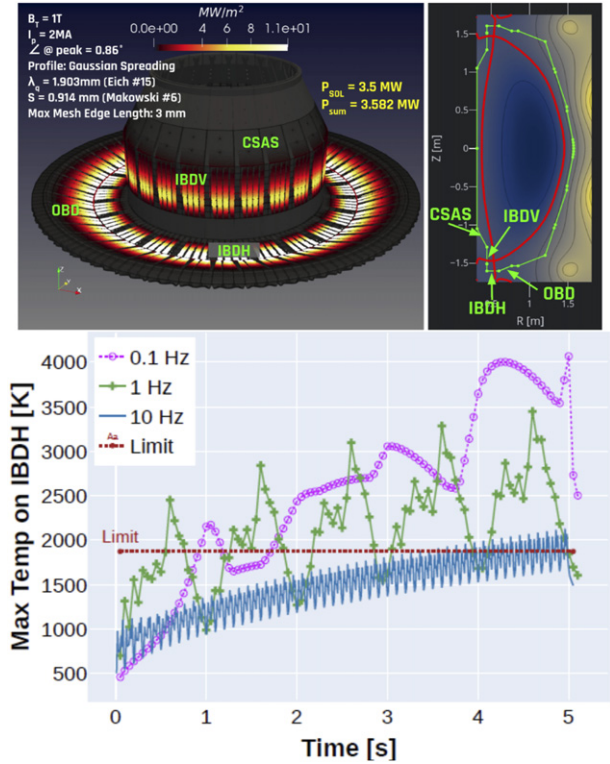 B_T = 1T
I_p = 2MA
∠ @ peak = 0.86°
Profile: Gaussian Spreading
λ_q = 1.903mm (Eich #15)
S = 0.914 mm (Makowski #6)
Max Mesh Edge Length: 3 mm
MW/m²
0.0e+00 2 4 6 8 1.1e+01
P_SOL = 3.5 MW
P_sum = 3.582 MW
CSAS
IBDV
OBD
IBDH
Z
X
Z [m]
1.5
1
0.5
0
−0.5
−1
−1.5
CSAS
IBDV
IBDH
OBD
1
1.5
R [m]
Max Temp on IBDH [K]
4000
3500
3000
2500
2000
1500
1000
500
0.1 Hz
1 Hz
10 Hz
Limit
Aa
Limit
0 1 2 3 4 5
Time [s]